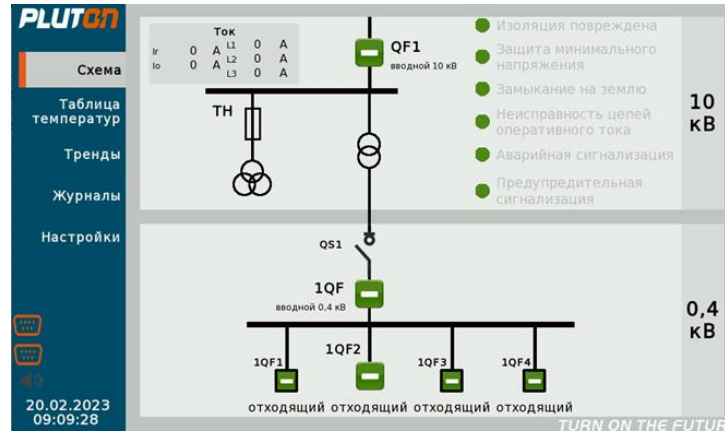 PLUTON
Схема
Таблица
температур
Тренды
Журналы
Настройки
20.02.2023
09:09:28
Ток
Ir 0 A L1 0 A
Io 0 A L2 0 A
L3 0 A
QF1
вводной 10 кВ
ТН
Изоляция повреждена
Защита минимального
напряжения
Замыкание на землю
Неисправность цепей
оперативного тока
Аварийная сигнализация
Предупредительная
сигнализация
10
кВ
QS1
1QF
вводной 0,4 кВ
1QF1
1QF2
1QF3
1QF4
отходящий отходящий отходящий отходящий
0,4
кВ
TURN ON THE FUTUR